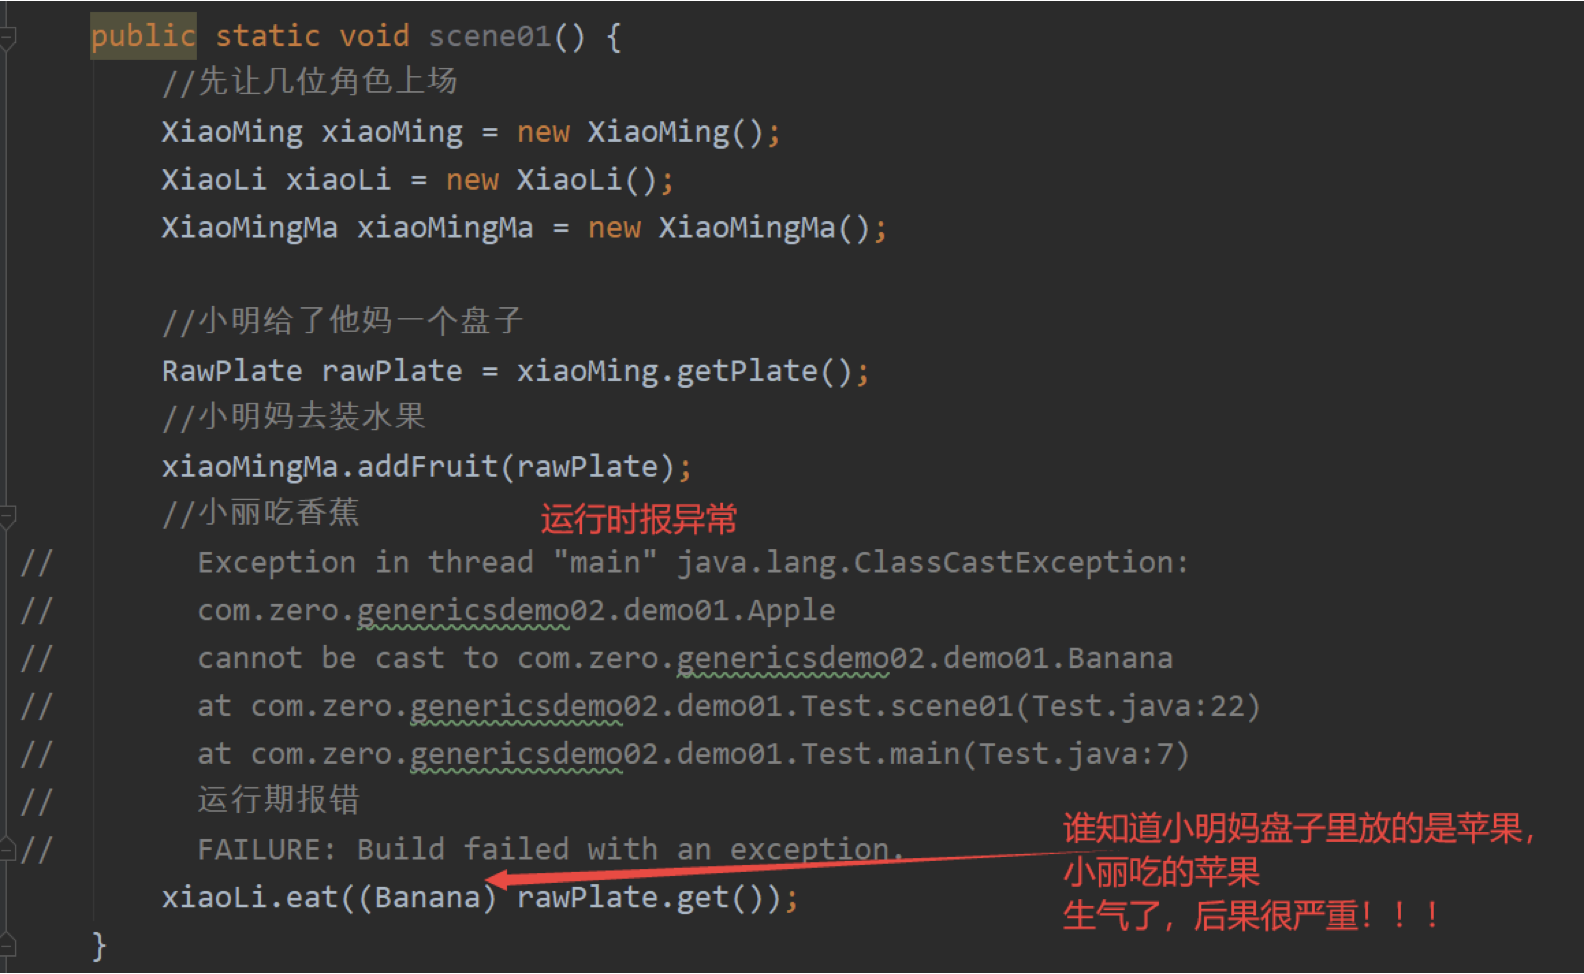 public static void scene01() {
//先让几位角色上场
XiaoMing xiaoMing = new XiaoMing();
XiaoLi xiaoLi = new XiaoLi();
XiaoMingMa xiaoMingMa = new XiaoMingMa();
//小明给了他妈一个盘子
RawPlate rawPlate = xiaoMing.getPlate();
//小明妈去装水果
xiaoMingMa.addFruit(rawPlate);
//小丽吃香蕉
运行时报异常
// Exception in thread "main" java.lang.ClassCastException:
// com.zero.genericsdemo02.demo01.Apple
// cannot be cast to com.zero.genericsdemo02.demo01.Banana
// at com.zero.genericsdemo02.demo01.Test.scene01(Test.java:22)
// at com.zero.genericsdemo02.demo01.Test.main(Test.java:7)
// 运行期报错
// FAILURE: Build failed with an exception.
xiaoLi.eat((Banana) rawPlate.get());
}
谁知道小明妈盘子里放的是苹果，
小丽吃的苹果
生气了，后果很严重！！！